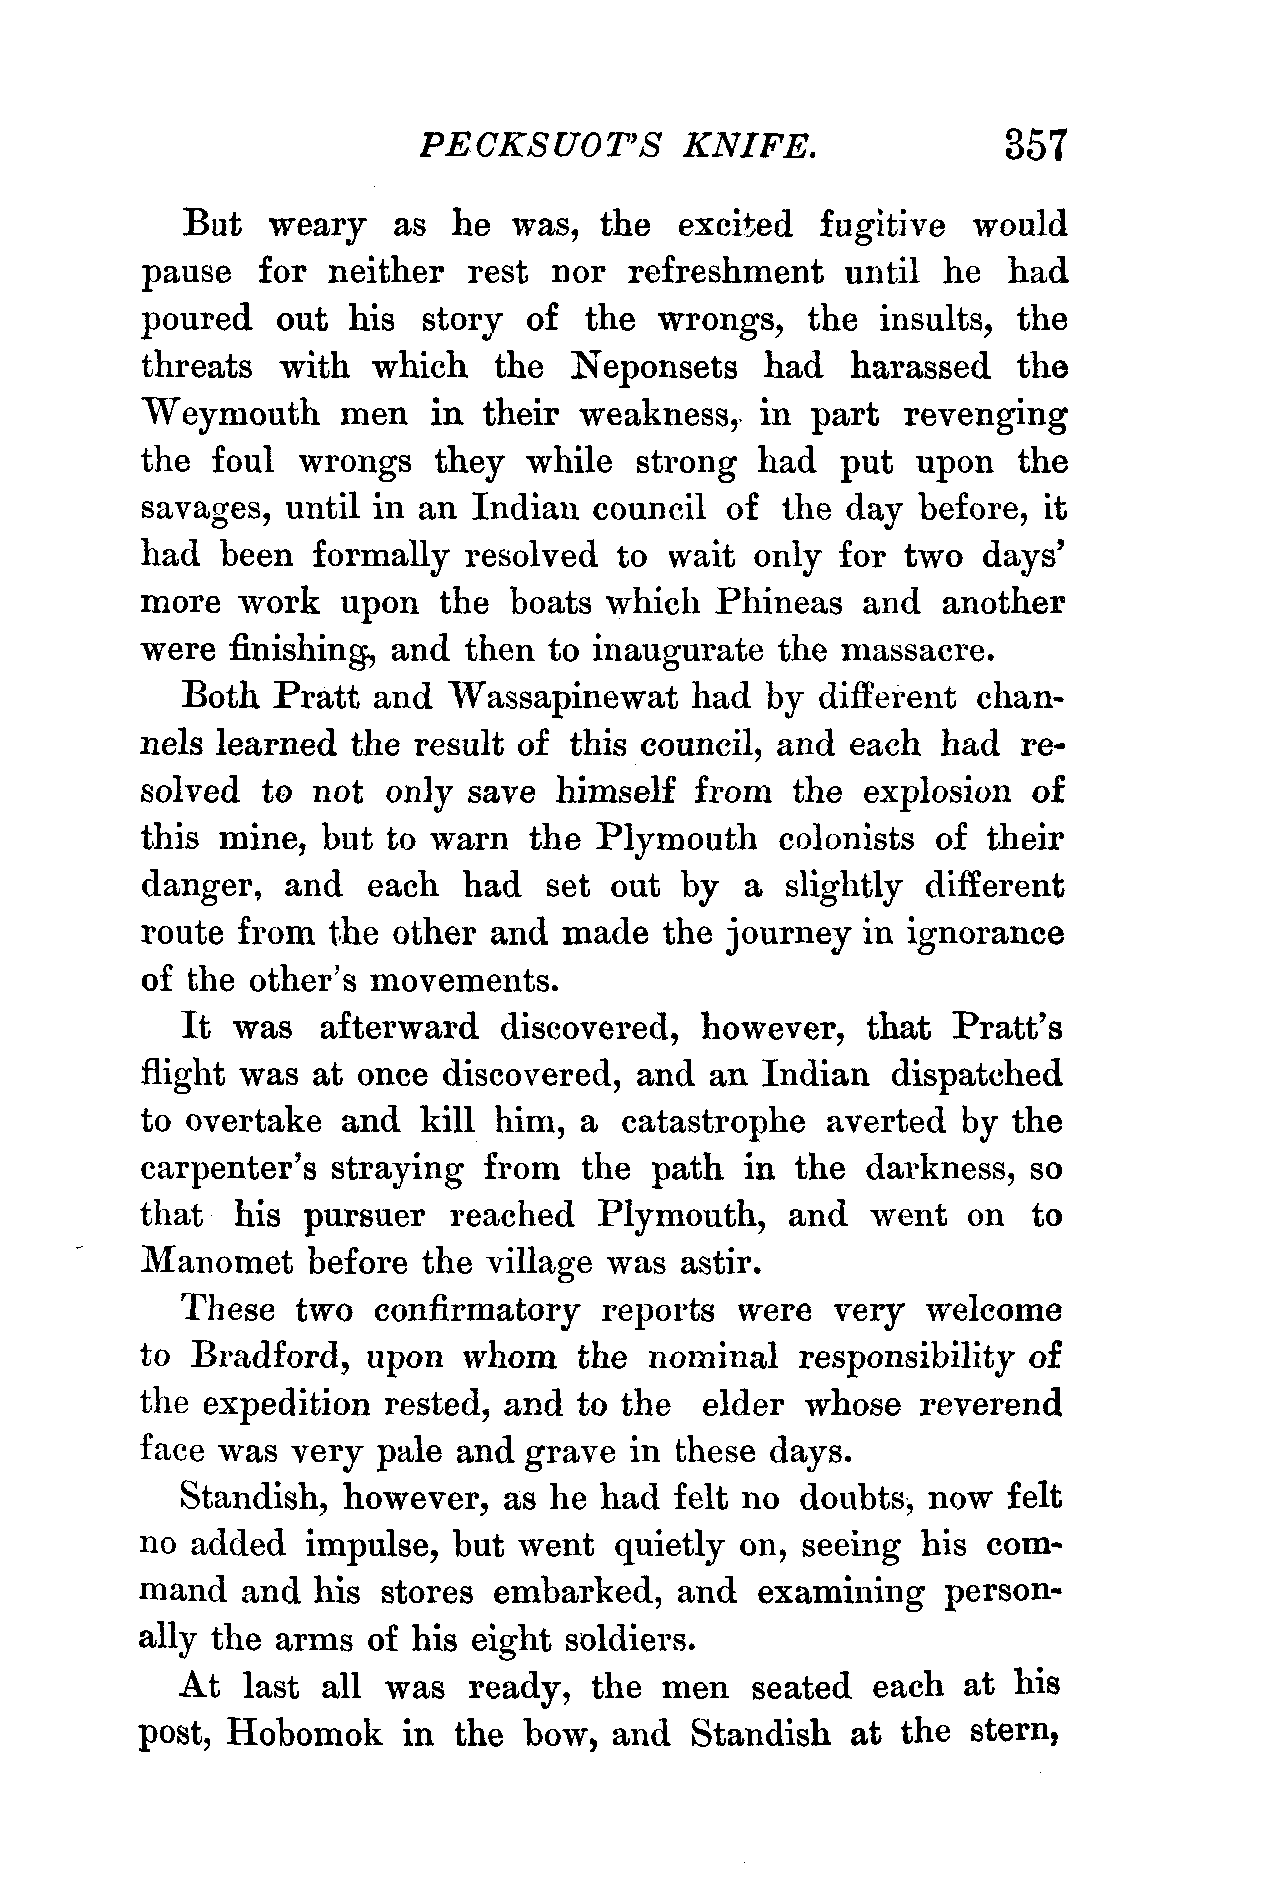 PECKSUOT'S KNIFE. 357
But weary as he was, the excited fugitive would
pause for neither rest nor refreshment until he had
poured out his story of the wrongs, the insults, the
threats with which the Neponsets had harassed the
Weymouth men in their weakness, in part revenging
the foul wrongs they while strong had put upon the
savages, until in an Indian council of the day before, it
had been formally resolved to wait only for two days'
more work upon the boats which Phineas and another
were finishing, and then to inaugurate the massacre.
Both Pratt and Wassapinewat had by different chan-
nels learned the result of this council, and each had re-
solved to not only save himself from the explosion of
this mine, but to warn the Plymouth colonists of their
danger, and each had set out by a slightly different
route from the other and made the journey in ignorance
of the other's movements.
It was afterward discovered, however, that Pratt's
flight was at once discovered, and an Indian dispatched
to overtake and kill him, a catastrophe averted by the
carpenter's straying from the path in the darkness, so
that his pursuer reached Plymouth, and went on to
Manomet before the village was astir.
These two confirmatory reports were very welcome
to Bradford, upon whom the nominal responsibility of
the expedition rested, and to the elder whose reverend
face was very pale and grave in these days.
Standish, however, as he had felt no doubts, now felt
no added impulse, but went quietly on, seeing his com-
mand and his stores embarked, and examining person-
ally the arms of his eight soldiers.
At last all was ready, the men seated each at his
post, Hobomok in the bow, and Standish at the stern,